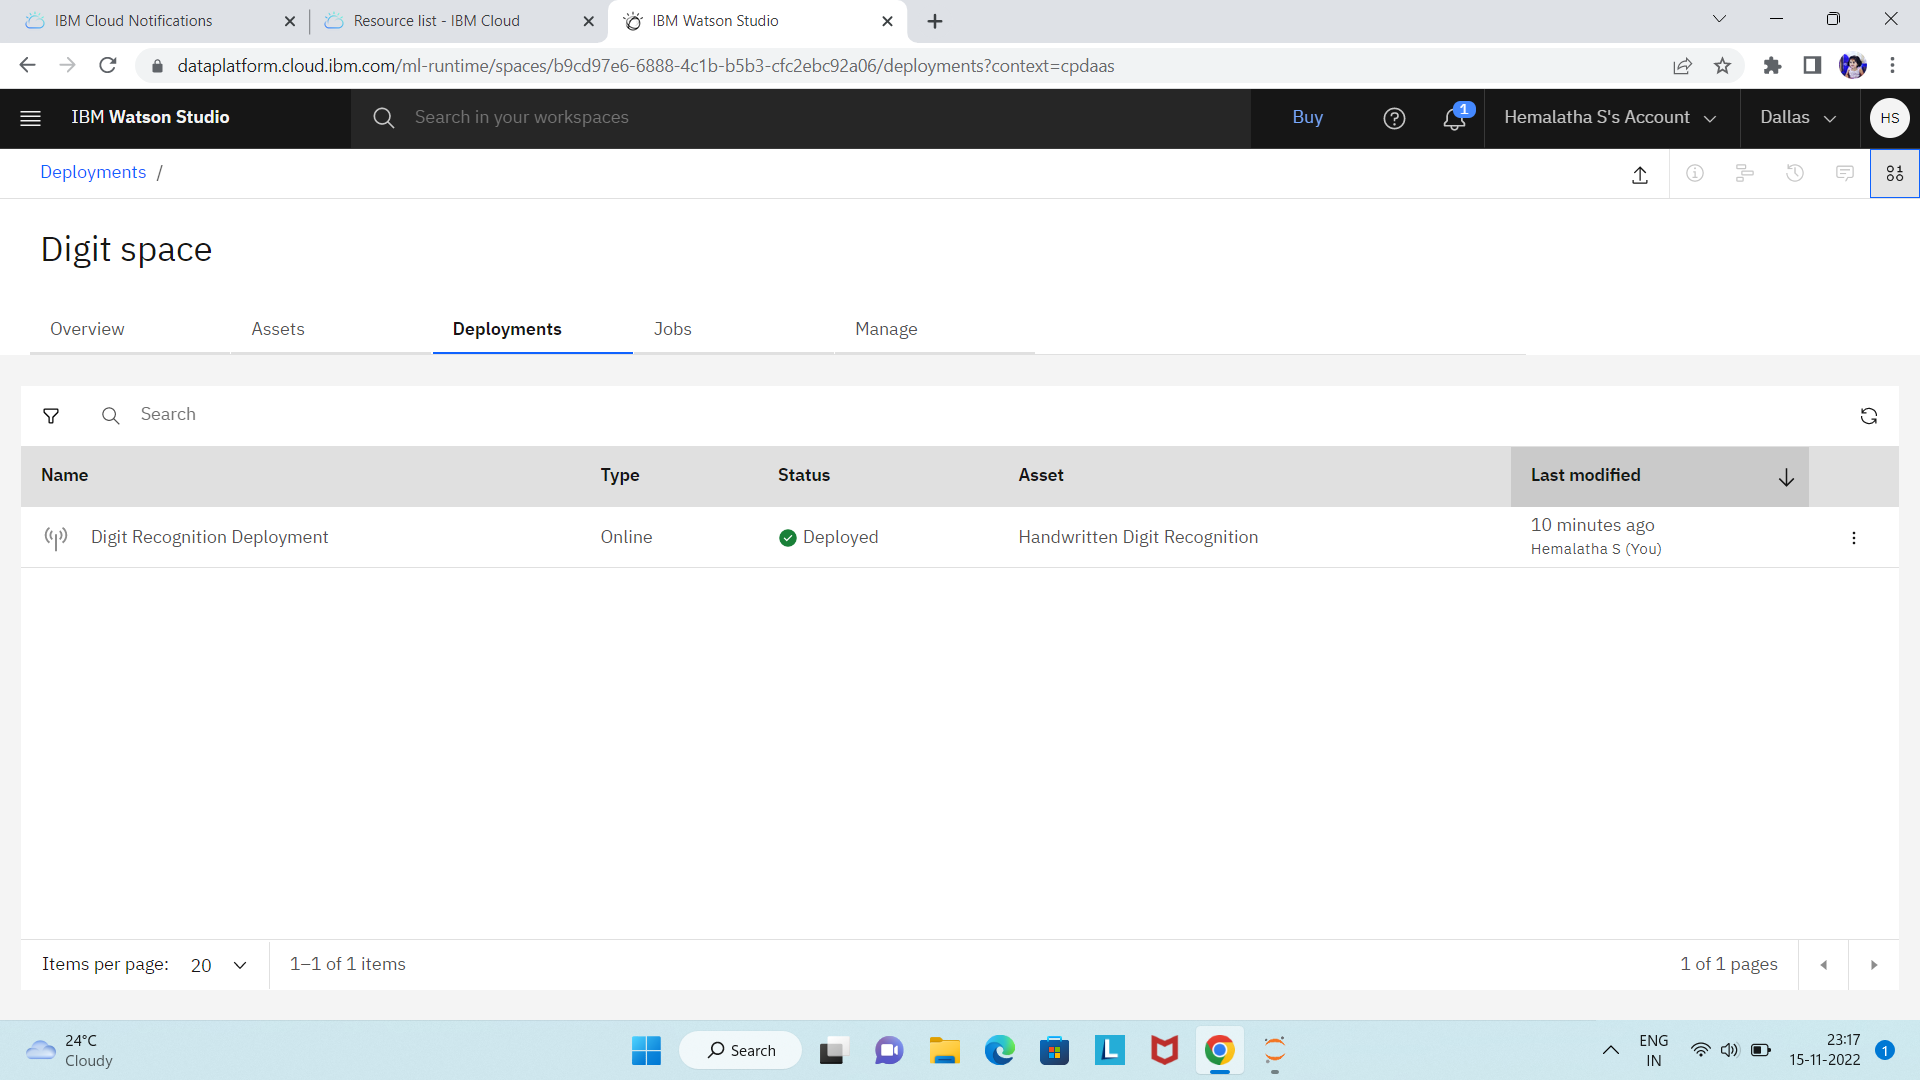 IBM Cloud Notifications
Resource list - IBM Cloud
IBM Watson Studio
dataplatform.cloud.ibm.com/ml-runtime/spaces/b9cd97e6-6888-4c1b-b5b3-cfc2ebc92a06/deployments?context=cpdaas
IBM Watson Studio
Search in your workspaces
Buy
1
Hemalatha S's Account
Dallas
HS
Deployments /
Digit space
Overview
Assets
Deployments
Jobs
Manage
Search
Name
Type
Status
Asset
Last modified
Digit Recognition Deployment
Online
Deployed
Handwritten Digit Recognition
10 minutes ago
Hemalatha S (You)
Items per page: 20
1–1 of 1 items
1 of 1 pages
24°C
Cloudy
Search
L
ENG
IN
23:17
15-11-2022
1